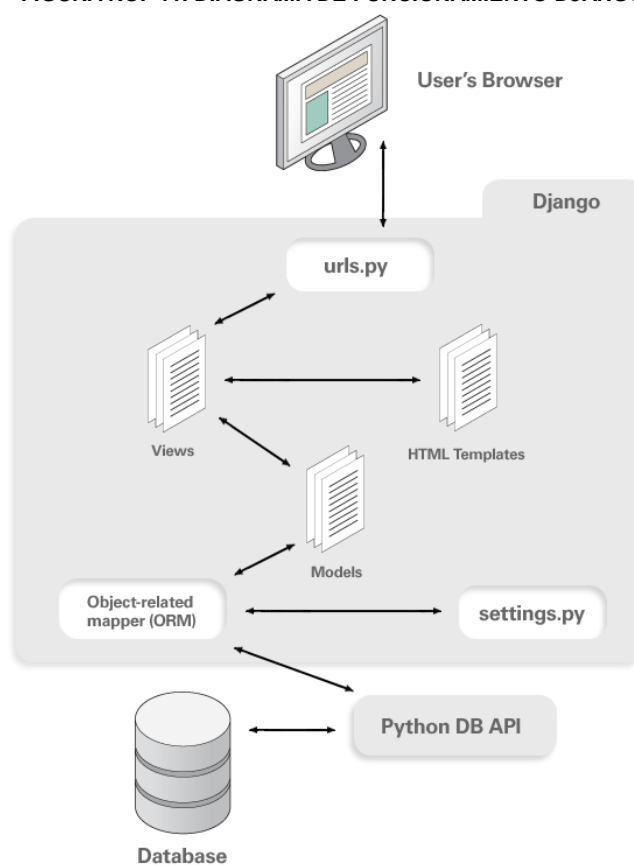 User's Browser
Django
urls.py
Views
HTML Templates
Models
Object-related
mapper (ORM)
settings.py
Python DB API
Database